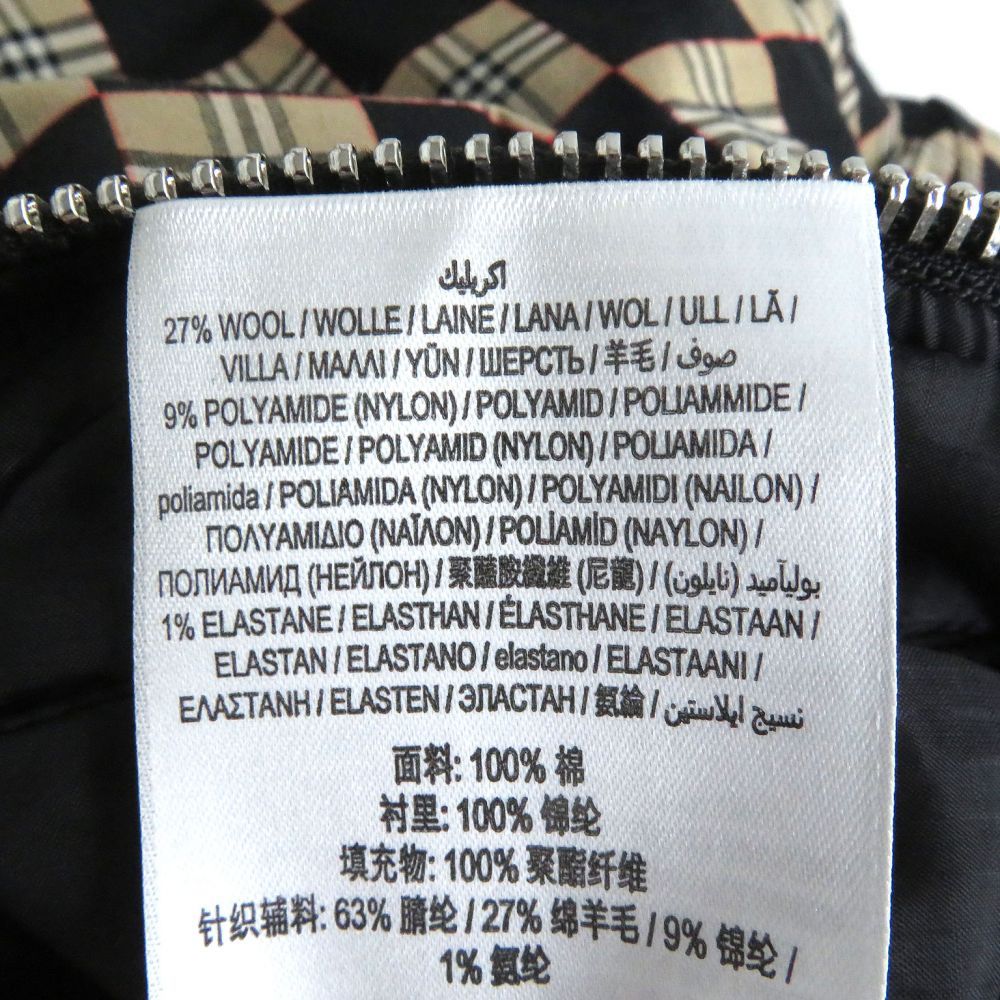 اكريليك
27% WOOL / WOLLE / LAINE / LANA / WOL / ULL / LÃ /
VILLA / ΜΑΛΛΙ / YÜN / ШЕРСТЬ / 羊毛 / صوف
9% POLYAMIDE (NYLON) / POLYAMID / POLIAMMIDE /
POLYAMIDE / POLYAMID (NYLON) / POLIAMIDA /
poliamida / POLIAMIDA (NYLON) / POLYAMIDI (NAILON) /
ΠΟΛΥΑΜΙΔΙΟ (ΝΑΪΛΟΝ) / POLİAMİD (NAYLON) /
ПОЛИАМИД (НЕЙЛОН) / 聚醯胺纖維 (尼龍) / بولياميد (نايلون)
1% ELASTANE / ELASTHAN / ÉLASTHANE / ELASTAAN /
ELASTAN / ELASTANO / elastano / ELASTAANI /
ΕΛΑΣΤΑΝΗ / ELASTEN / ЭЛАСТАН / 氨綸 / نسيج ايلاستين
面料: 100% 棉
衬里: 100% 锦纶
填充物: 100% 聚酯纤维
针织辅料: 63% 腈纶 / 27% 绵羊毛 / 9% 锦纶 /
1% 氨纶